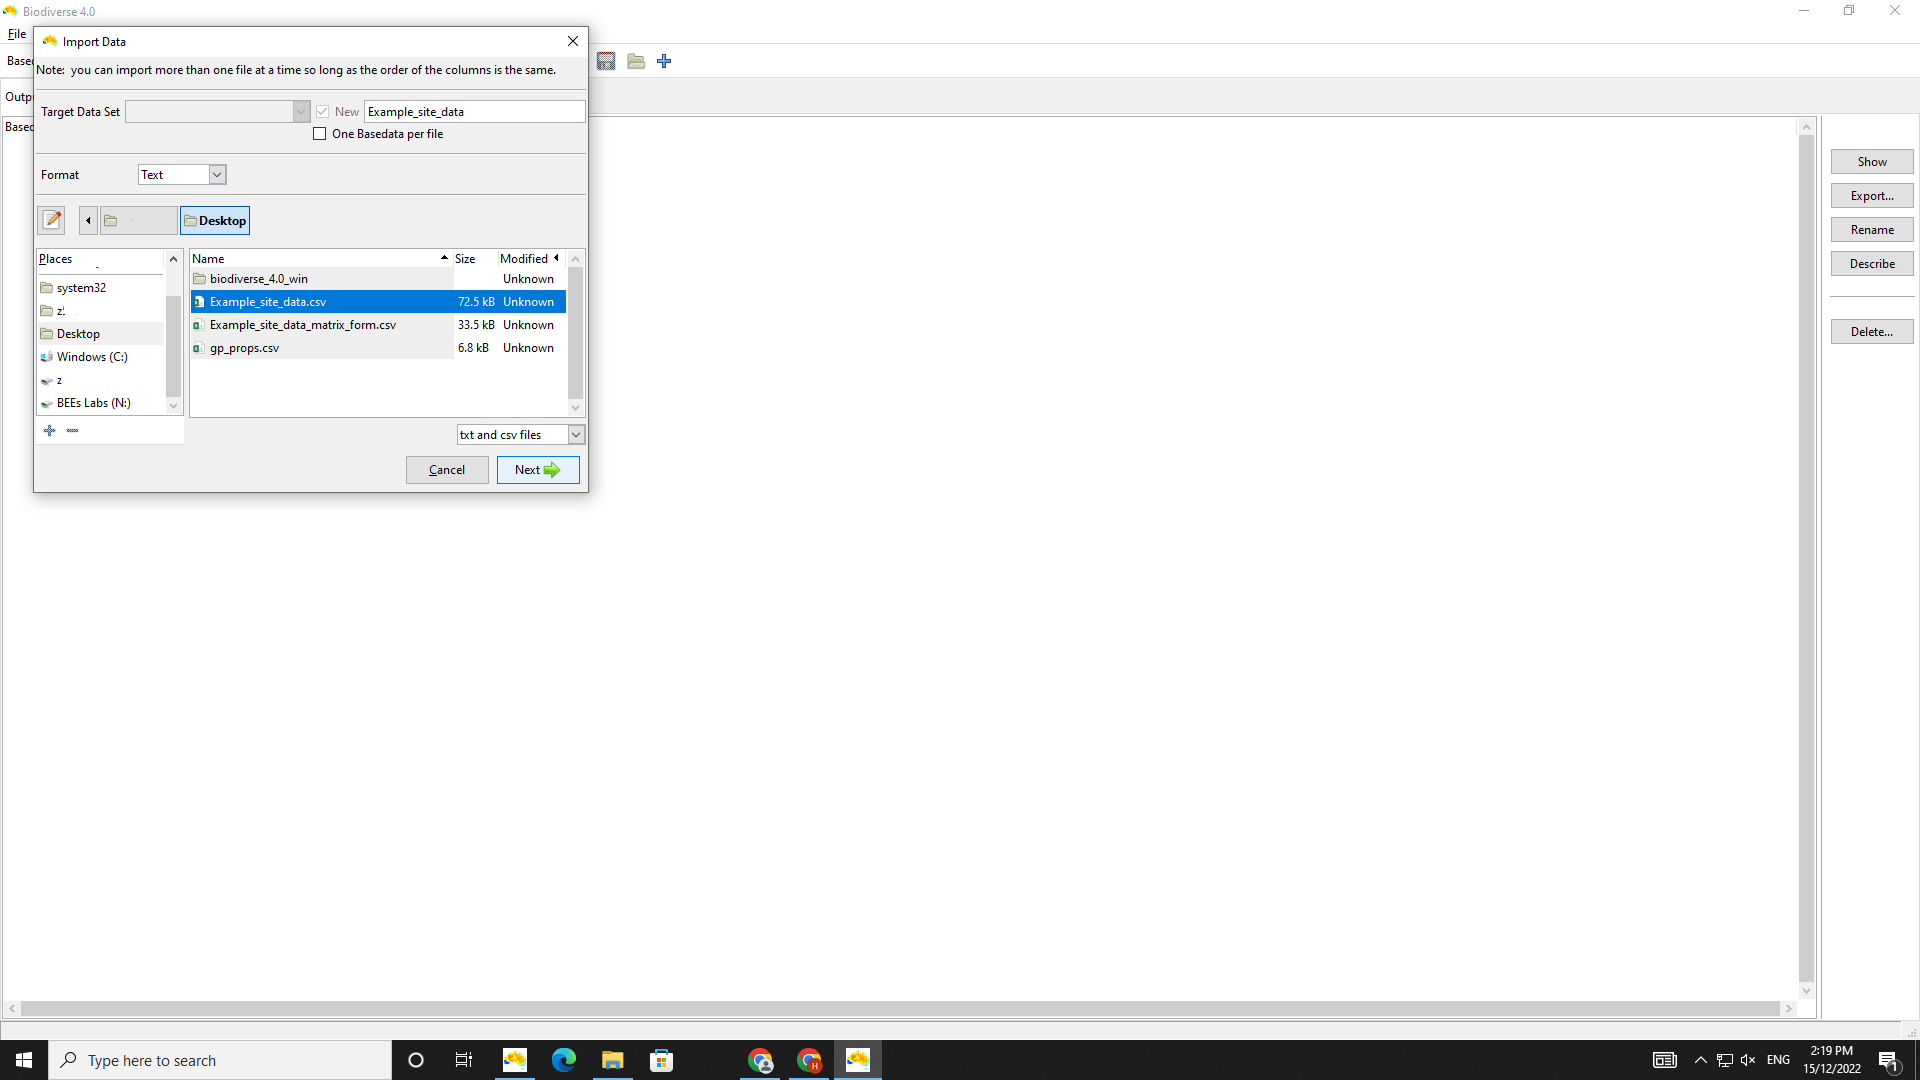 Biodiverse 4.0
File
Import Data
Based
Note: you can import more than one file at a time so long as the order of the columns is the same.
Outp
Target Data Set
New
Example_site_data
Based
One Basedata per file
Format
Text
Desktop
Places
Name
Size
Modified
biodiverse_4.0_win
Unknown
system32
Example_site_data.csv
72.5 kB
Unknown
z
Example_site_data_matrix_form.csv
33.5 kB
Unknown
Desktop
gp_props.csv
6.8 kB
Unknown
Windows (C:)
z
BEEs Labs (N:)
txt and csv files
Cancel
Next
Show
Export...
Rename
Describe
Delete...
Type here to search
H
ENG
2:19 PM
15/12/2022
1